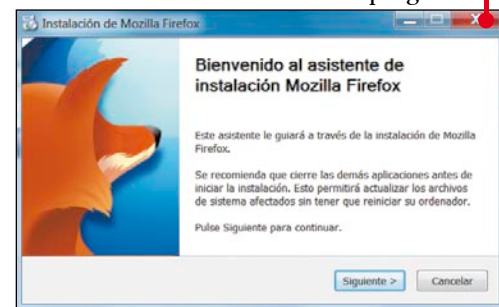 Instalación de Mozilla Firefox
Bienvenido al asistente de
instalación Mozilla Firefox
Este asistente le guiará a través de la instalación de Mozilla
Firefox.
Se recomienda que cierre las demás aplicaciones antes de
iniciar la instalación. Esto permitirá actualizar los archivos
de sistema afectados sin tener que reiniciar su ordenador.
Pulse Siguiente para continuar.
Siguiente > Cancelar